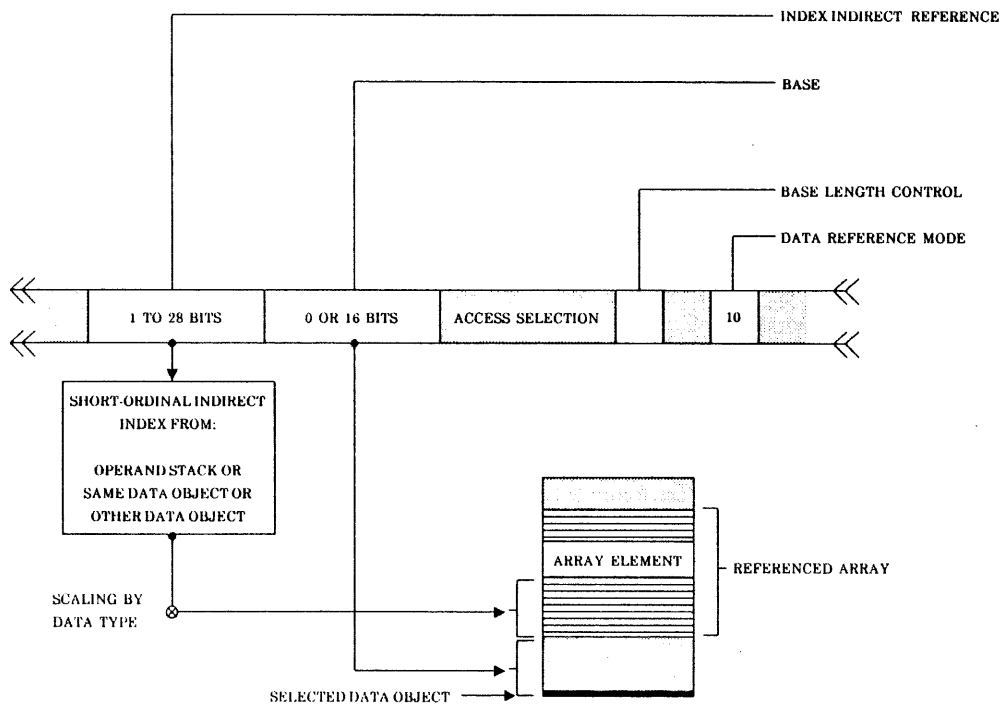 INDEX INDIRECT REFERENCE
BASE
BASE LENGTH CONTROL
DATA REFERENCE MODE
1 TO 28 BITS
0 OR 16 BITS
ACCESS SELECTION
10
SHORT-ORDINAL INDIRECT
INDEX FROM:
OPERAND STACK OR
SAME DATA OBJECT OR
OTHER DATA OBJECT
ARRAY ELEMENT
REFERENCED ARRAY
SCALING BY
DATA TYPE
SELECTED DATA OBJECT